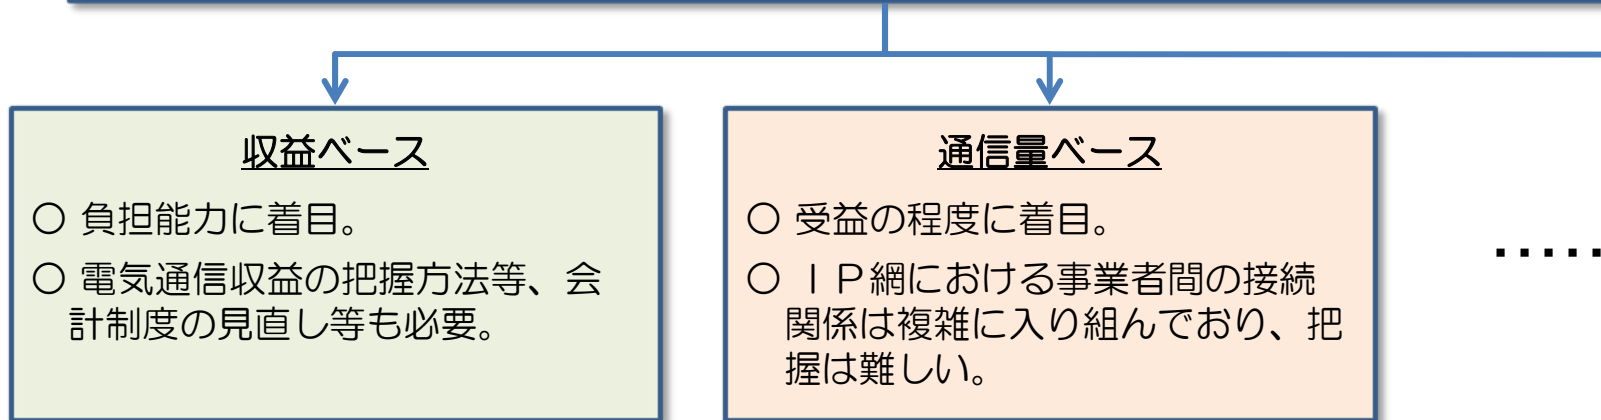 収益ベース
○ 負担能力に着目。
○ 電気通信収益の把握方法等、会
計制度の見直し等も必要。
通信量ベース
○ 受益の程度に着目。
○ ＩＰ網における事業者間の接続
関係は複雑に入り組んでおり、把
握は難しい。
……